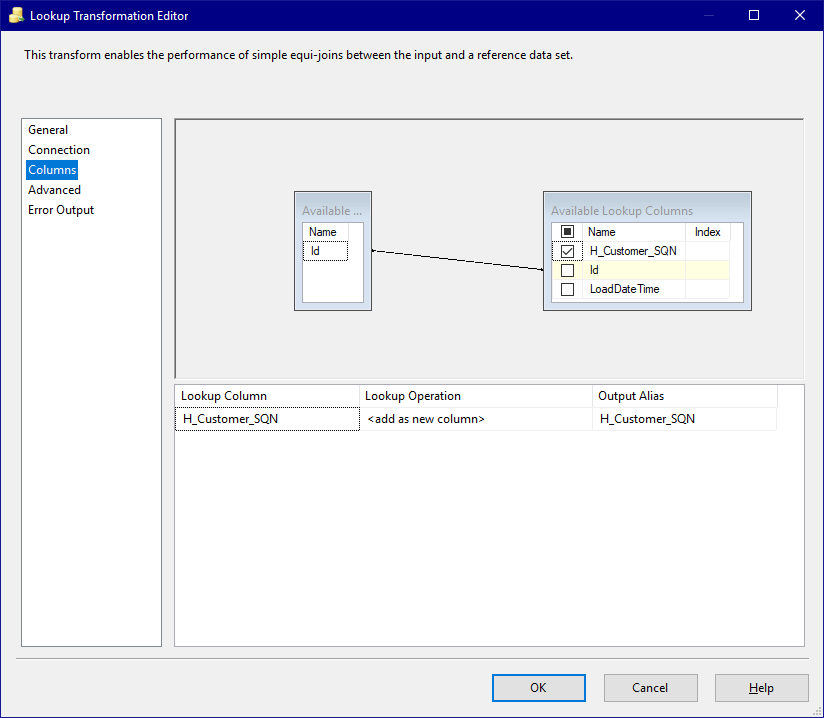 Lookup Transformation Editor
This transform enables the performance of simple equi-joins between the input and a reference data set.
General
Connection
Columns
Advanced
Error Output
Available ...
Name
Id
Available Lookup Columns
Name Index
H_Customer_SQN
Id
LoadDateTime
Lookup Column Lookup Operation Output Alias
H_Customer_SQN <add as new column> H_Customer_SQN
OK Cancel Help